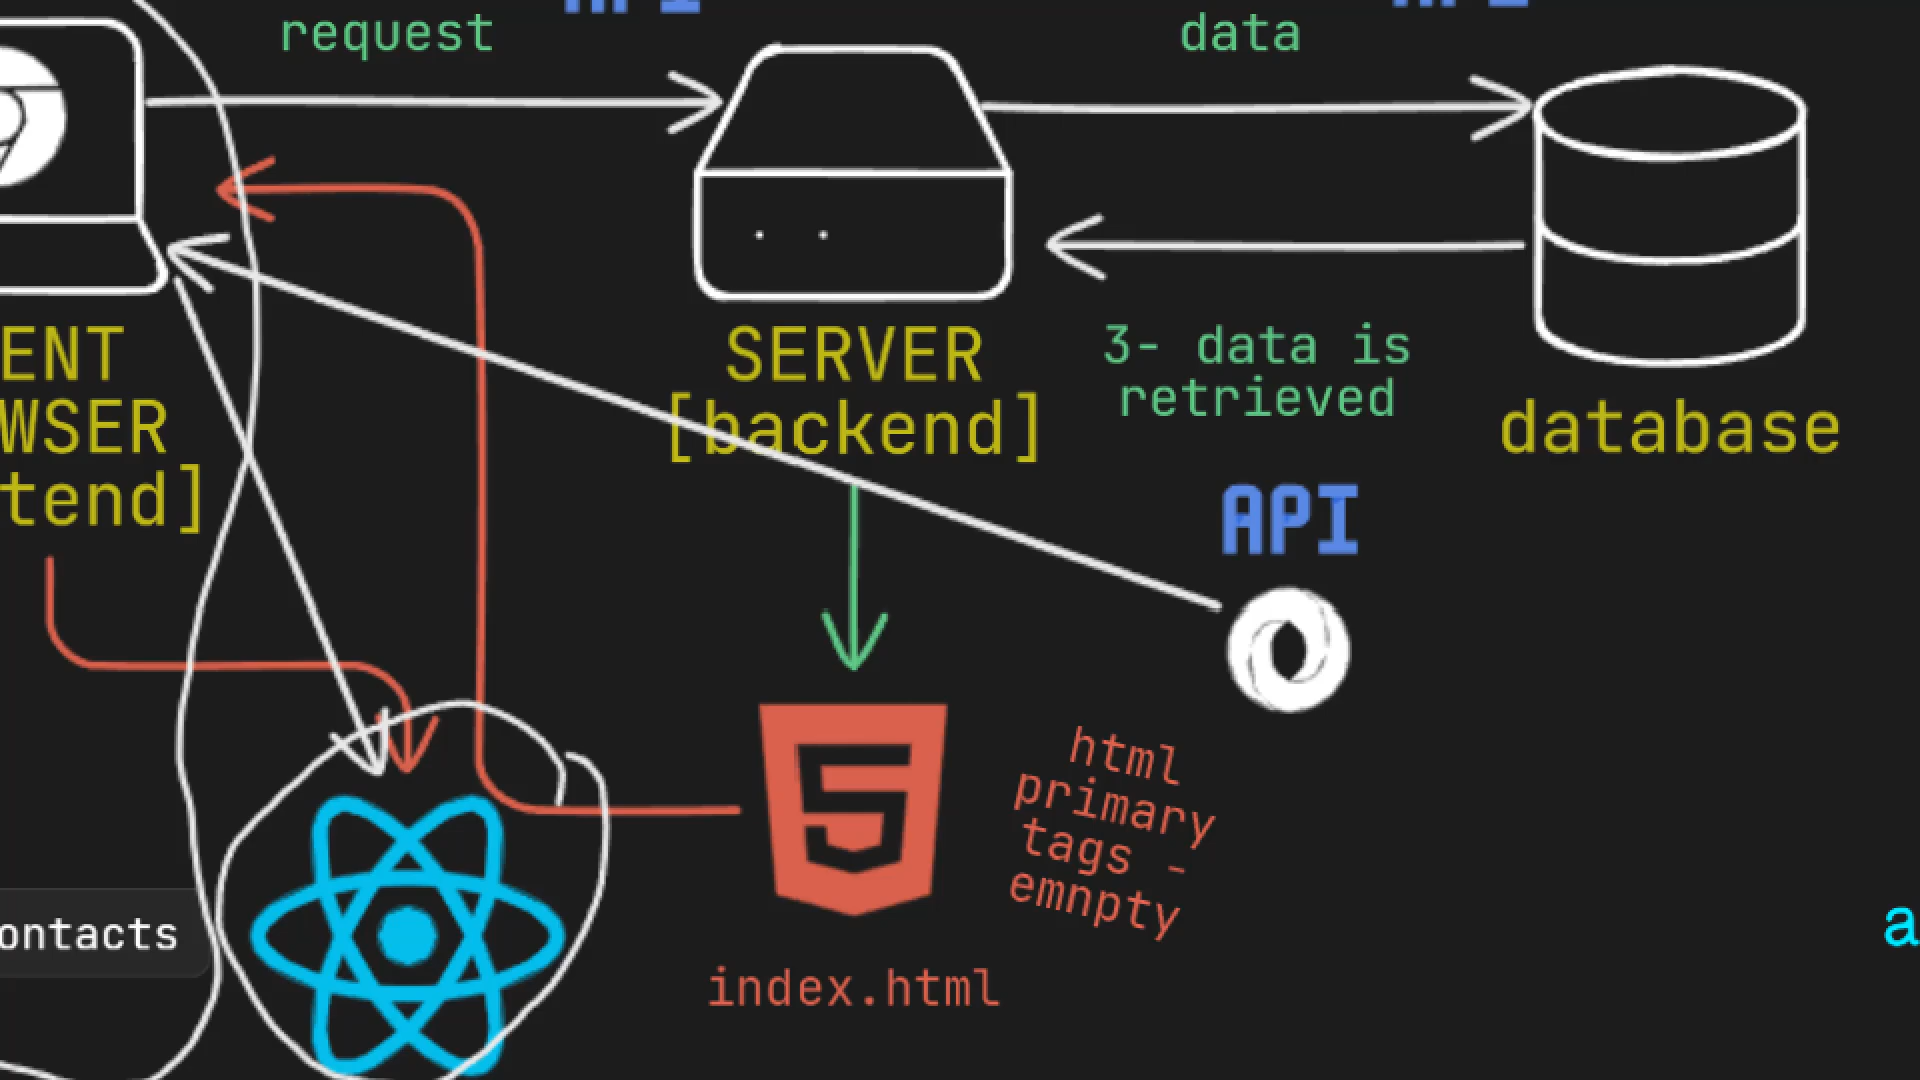 API
request
data
ENT
WSER
tend]
SERVER
[backend]
3- data is
retrieved
database
API
html
primary
tags -
emnpty
ontacts
index.html
a